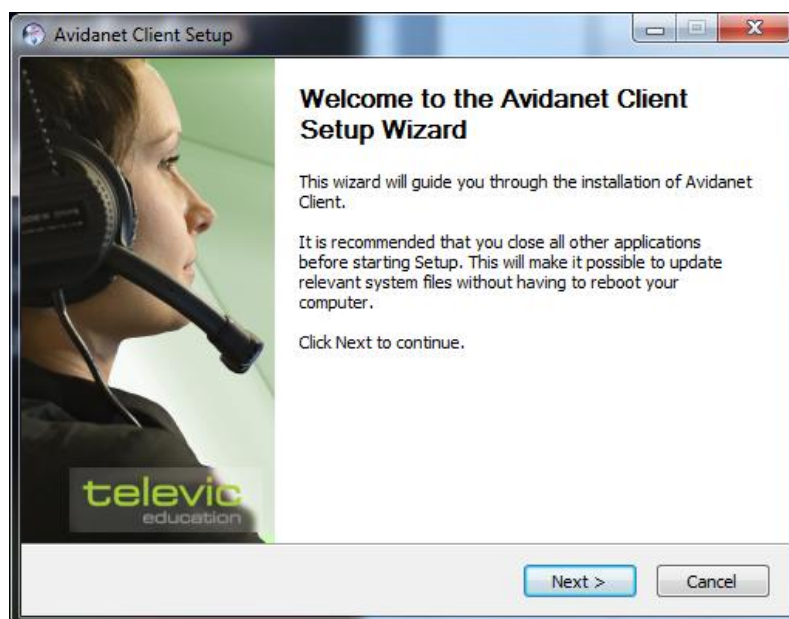 Avidanet Client Setup
Welcome to the Avidanet Client
Setup Wizard
This wizard will guide you through the installation of Avidanet
Client.
It is recommended that you close all other applications
before starting Setup. This will make it possible to update
relevant system files without having to reboot your
computer.
Click Next to continue.
televic
education
Next >
Cancel